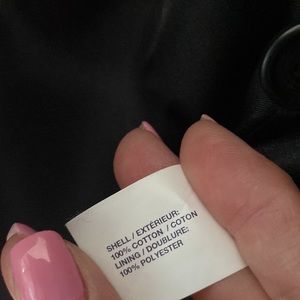 SHELL / EXTÉRIEUR:
100% COTTON / COTON
LINING / DOUBLURE:
100% POLYESTER